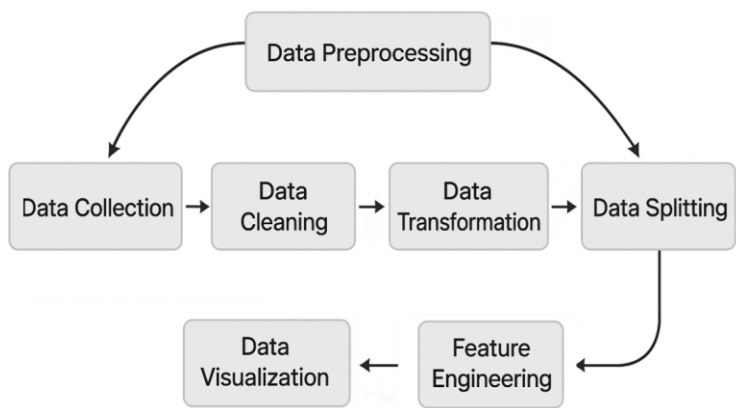 Data Preprocessing
Data Collection
Data
Cleaning
Data
Transformation
Data Splitting
Data
Visualization
Feature
Engineering